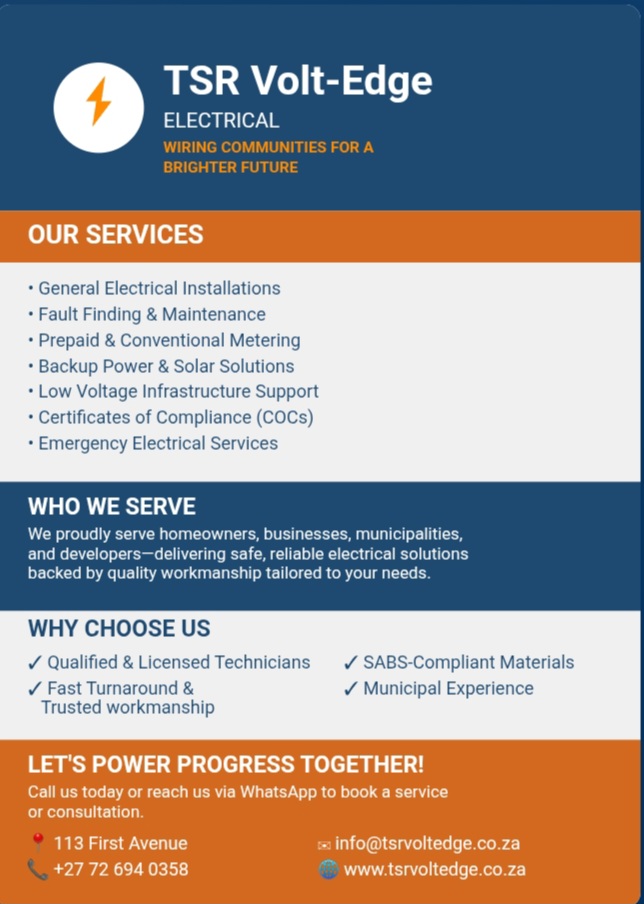 TSR Volt-Edge
ELECTRICAL
WIRING COMMUNITIES FOR A
BRIGHTER FUTURE
OUR SERVICES
• General Electrical Installations
• Fault Finding & Maintenance
• Prepaid & Conventional Metering
• Backup Power & Solar Solutions
• Low Voltage Infrastructure Support
• Certificates of Compliance (COCs)
• Emergency Electrical Services
WHO WE SERVE
We proudly serve homeowners, businesses, municipalities,
and developers—delivering safe, reliable electrical solutions
backed by quality workmanship tailored to your needs.
WHY CHOOSE US
✓ Qualified & Licensed Technicians
✓ Fast Turnaround &
Trusted workmanship
✓ SABS-Compliant Materials
✓ Municipal Experience
LET'S POWER PROGRESS TOGETHER!
Call us today or reach us via WhatsApp to book a service
or consultation.
📍 113 First Avenue
📞 +27 72 694 0358
✉ info@tsrvoltedge.co.za
🌐 www.tsrvoltedge.co.za